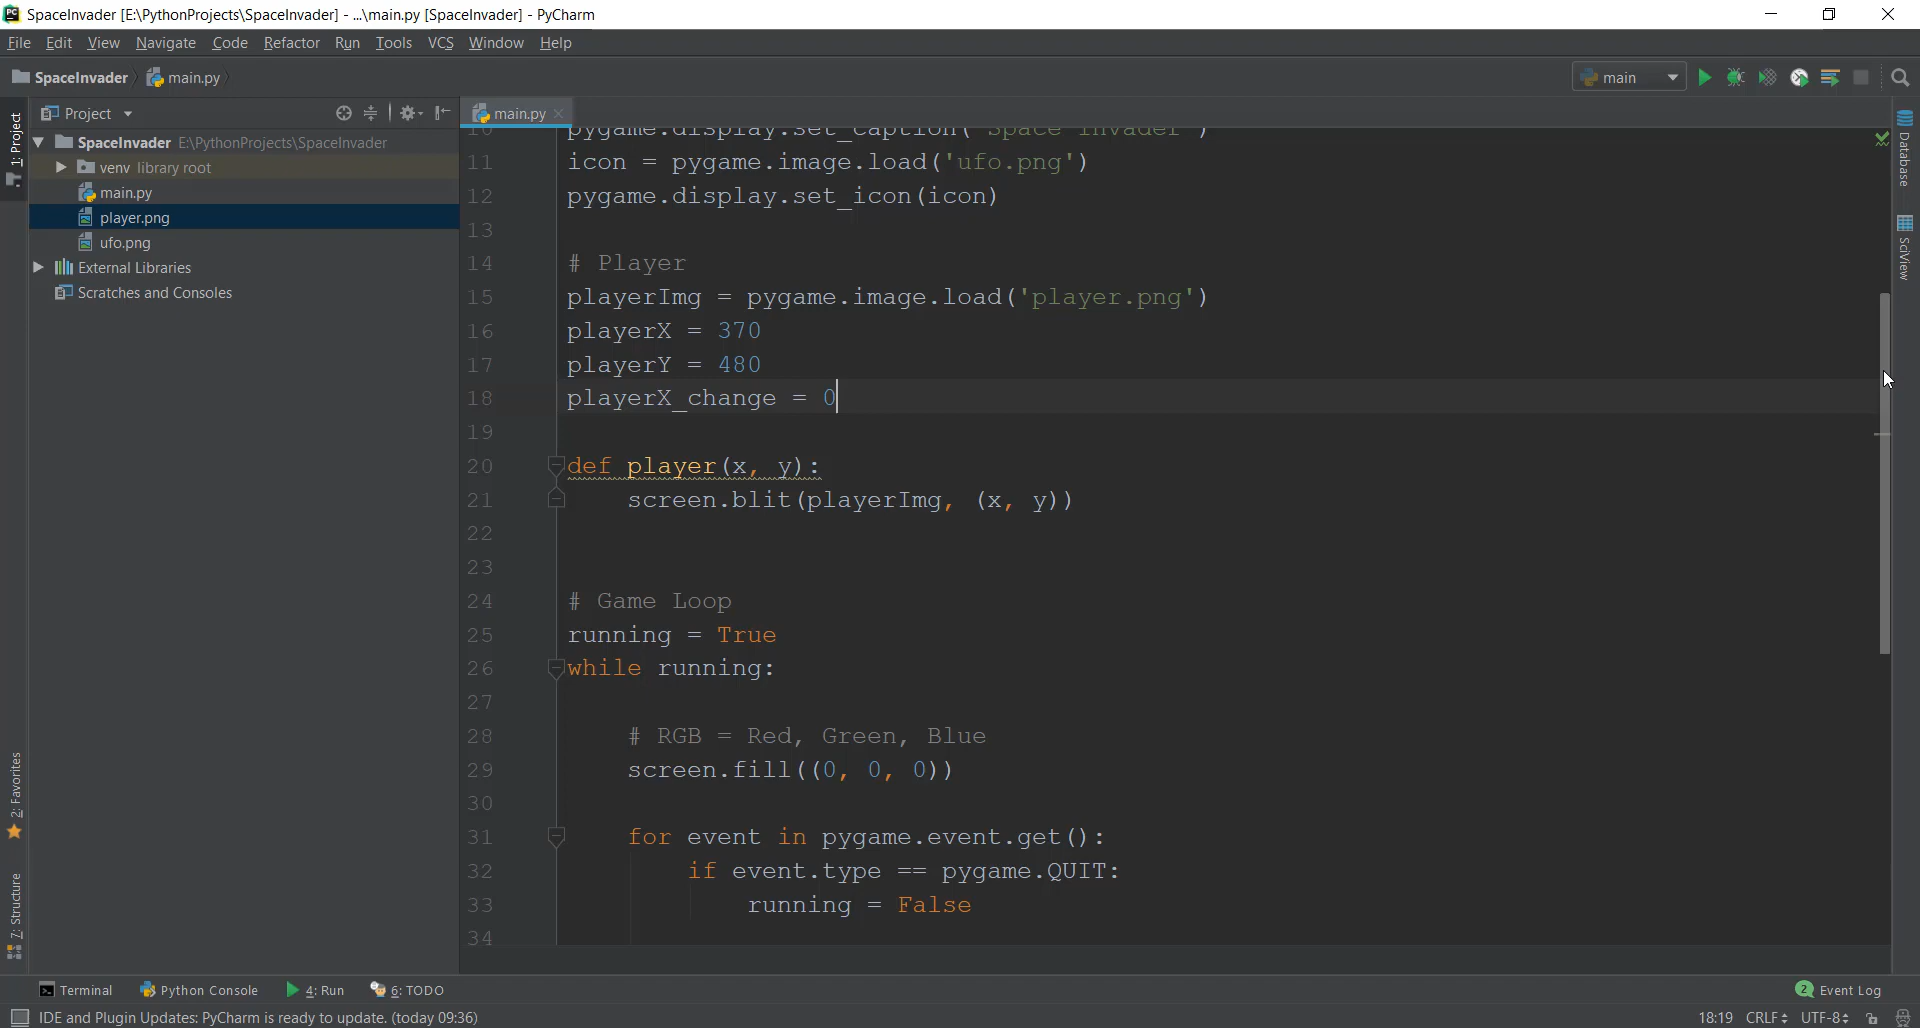 SpaceInvader [E:\PythonProjects\SpaceInvader] - ...\main.py [SpaceInvader] - PyCharm
File Edit View Navigate Code Refactor Run Tools VCS Window Help
SpaceInvader main.py
main
1: Project
Project
SpaceInvader E:\PythonProjects\SpaceInvader
venv library root
main.py
player.png
ufo.png
External Libraries
Scratches and Consoles
2: Favorites
7: Structure
main.py
10 pygame.display.set_caption("Space Invader")
11 icon = pygame.image.load('ufo.png')
12 pygame.display.set_icon(icon)
13
14 # Player
15 playerImg = pygame.image.load('player.png')
16 playerX = 370
17 playerY = 480
18 playerX_change = 0
19
20 def player(x, y):
21 screen.blit(playerImg, (x, y))
22
23
24 # Game Loop
25 running = True
26 while running:
27
28 # RGB = Red, Green, Blue
29 screen.fill((0, 0, 0))
30
31 for event in pygame.event.get():
32 if event.type == pygame.QUIT:
33 running = False
34
Database
SciView
Terminal Python Console 4: Run 6: TODO 2 Event Log
IDE and Plugin Updates: PyCharm is ready to update. (today 09:36) 18:19 CRLF UTF-8